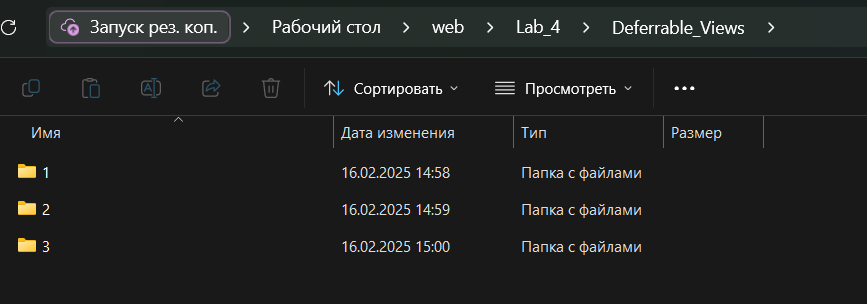 Запуск рез. коп. > Рабочий стол > web > Lab_4 > Deferrable_Views >
Сортировать Просмотреть •••
Имя Дата изменения Тип Размер
1 16.02.2025 14:58 Папка с файлами
2 16.02.2025 14:59 Папка с файлами
3 16.02.2025 15:00 Папка с файлами